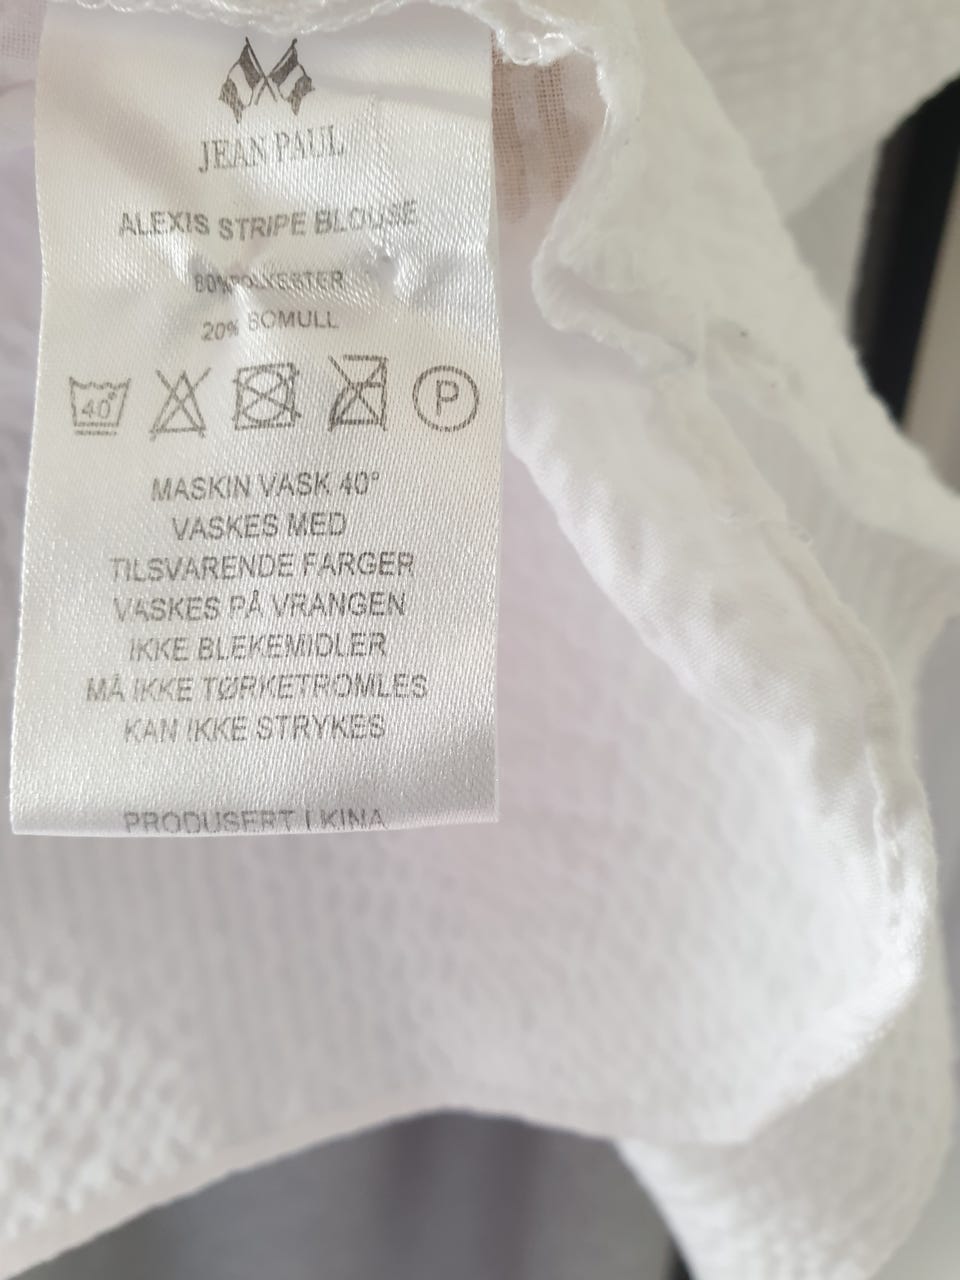 JEAN PAUL
ALEXIS STRIPE BLOUSE
80% POLYESTER
20% BOMULL
40° P
MASKIN VASK 40°
VASKES MED
TILSVARENDE FARGER
VASKES PÅ VRANGEN
IKKE BLEKEMIDLER
MÅ IKKE TØRKETROMLES
KAN IKKE STRYKES
PRODUSERT I KINA